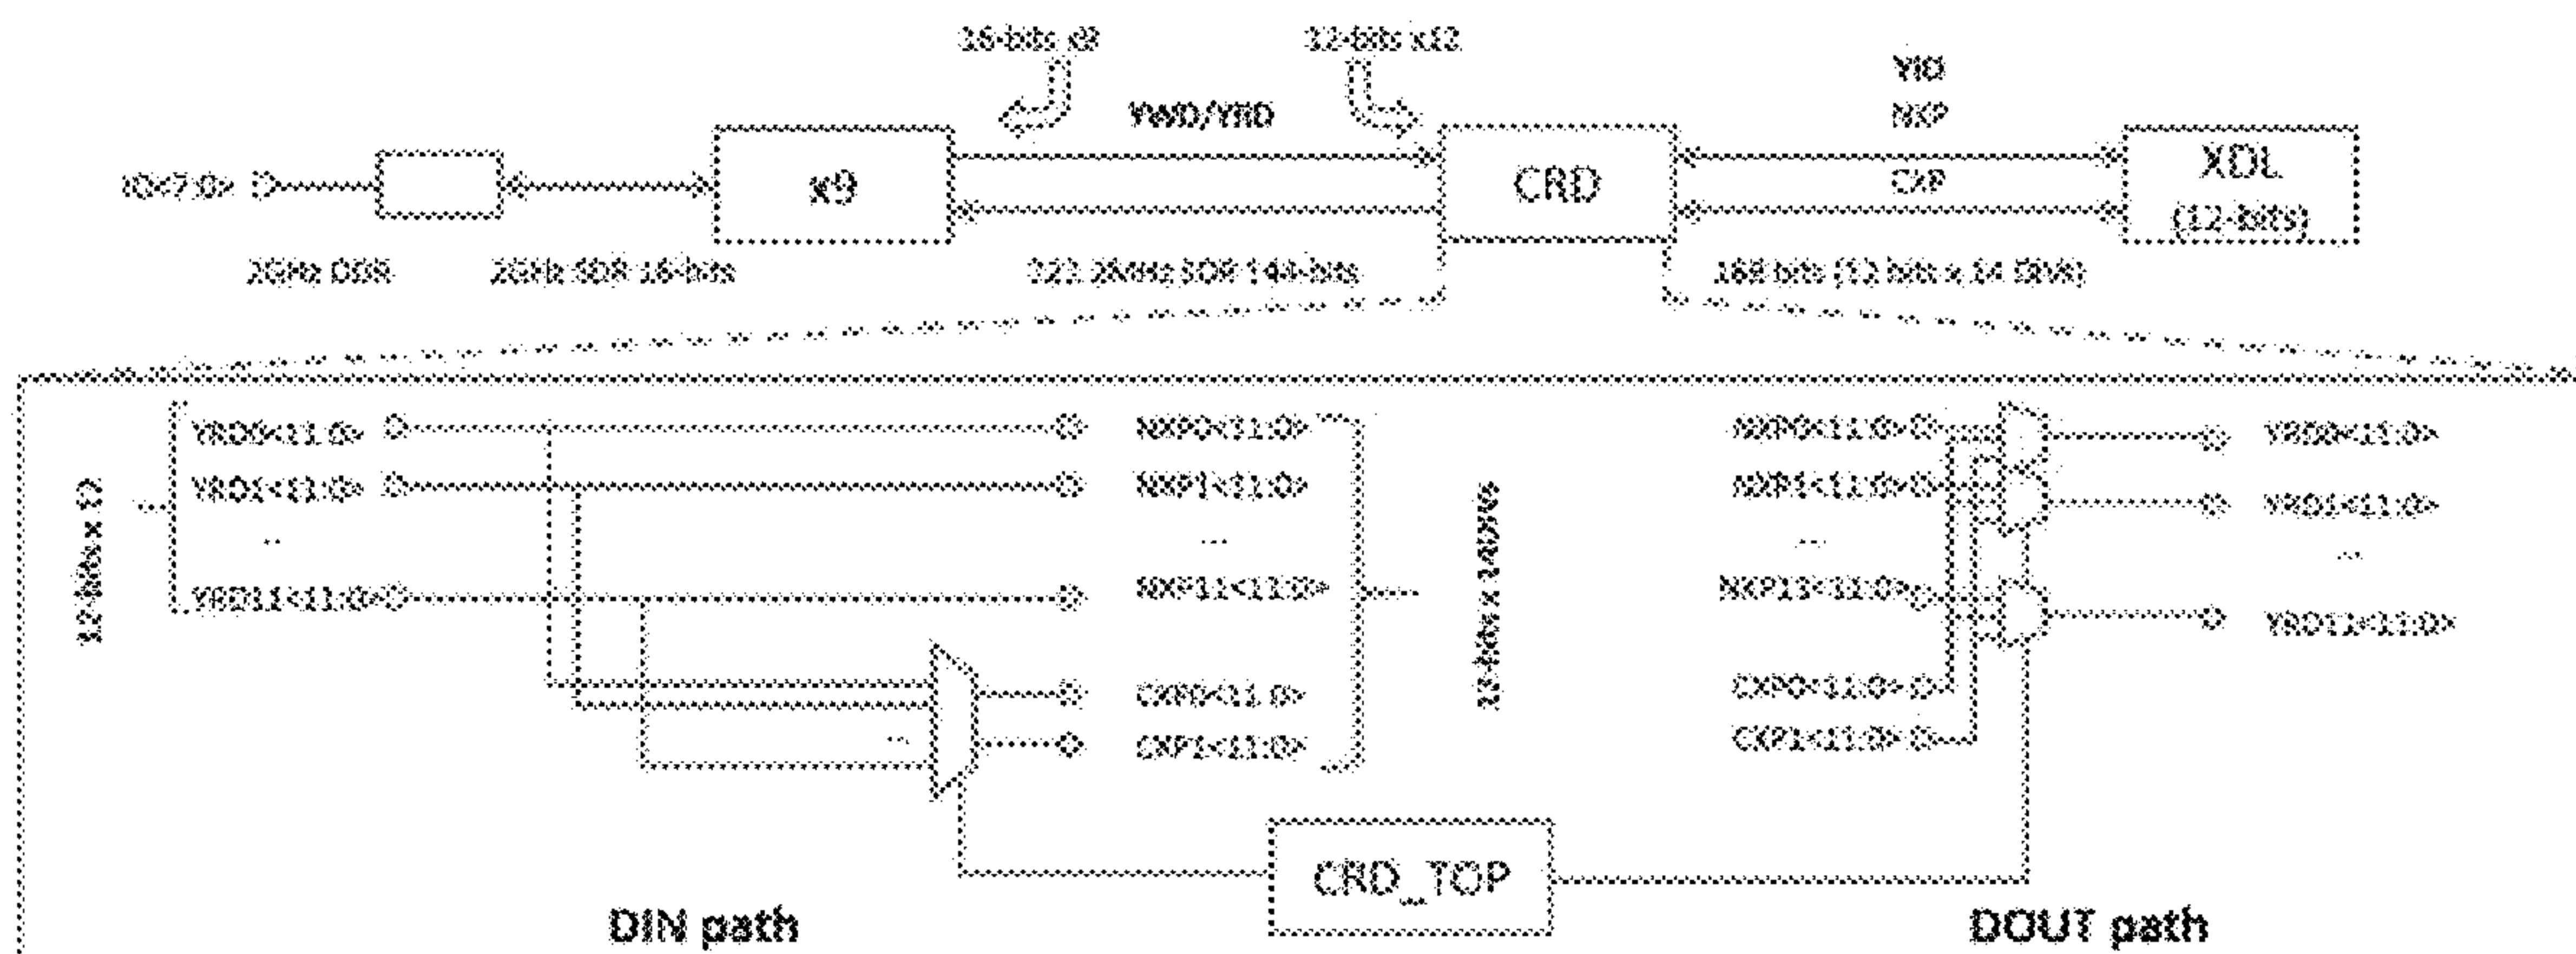 16-bits x9
12-bits x12
YIO
YWD/YRD
NXP
IO<7:0>
x9
CRD
CXP
XDL
(12-bits)
2GHz DDR
2GHz SDR 16-bits
222.2MHz SDR 144-bits
168 bits (12 bits x 14 DIV)
12-bits x 12
YRD0<11:0>
YRD1<11:0>
...
YRD11<11:0>
NXP0<11:0>
NXP1<11:0>
...
NXP11<11:0>
...
CXP0<11:0>
CXP1<11:0>
12-bits x 14DIV
NXP0<11:0>
NXP1<11:0>
...
NXP11<11:0>
CXP0<11:0>
CXP1<11:0>
YRD0<11:0>
YRD1<11:0>
...
YRD11<11:0>
CRD_TOP
DIN path
DOUT path